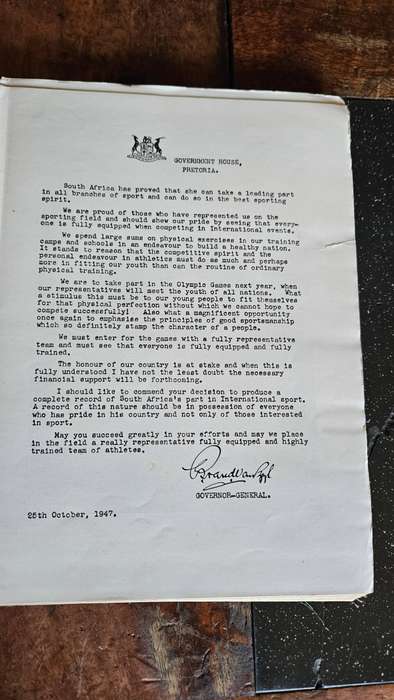 GOVERNMENT HOUSE,
PRETORIA.
South Africa has proved that she can take a leading part
in all branches of sport and can do so in the best sporting
spirit.
We are proud of those who have represented us on the
sporting field and should shew our pride by seeing that every-
one is fully equipped when competing in International events.
We spend large sums on physical exercises in our training
camps and schools in an endeavour to build a healthy nation.
It stands to reason that the competitive spirit and the
personal endeavour in athletics must do as much and perhaps
more in fitting our youth than can the routine of ordinary
physical training.
We are to take part in the Olympic Games next year, when
our representatives will meet the youth of all nations. What
a stimulus this must be to our young people to fit themselves
for that physical perfection without which we cannot hope to
compete successfully! Also what a magnificent opportunity
once again to emphasise the principles of good sportsmanship
which so definitely stamp the character of a people.
We must enter for the games with a fully representative
team and must see that everyone is fully equipped and fully
trained.
The honour of our country is at stake and when this is
fully understood I have not the least doubt the necessary
financial support will be forthcoming.
I should like to commend your decision to produce a
complete record of South Africa's part in International sport.
A record of this nature should be in possession of everyone
who has pride in his country and not only of those interested
in sport.
May you succeed greatly in your efforts and may we place
in the field a really representative fully equipped and highly
trained team of athletes.
G Brand van Zyl
GOVERNOR-GENERAL.
25th October, 1947.